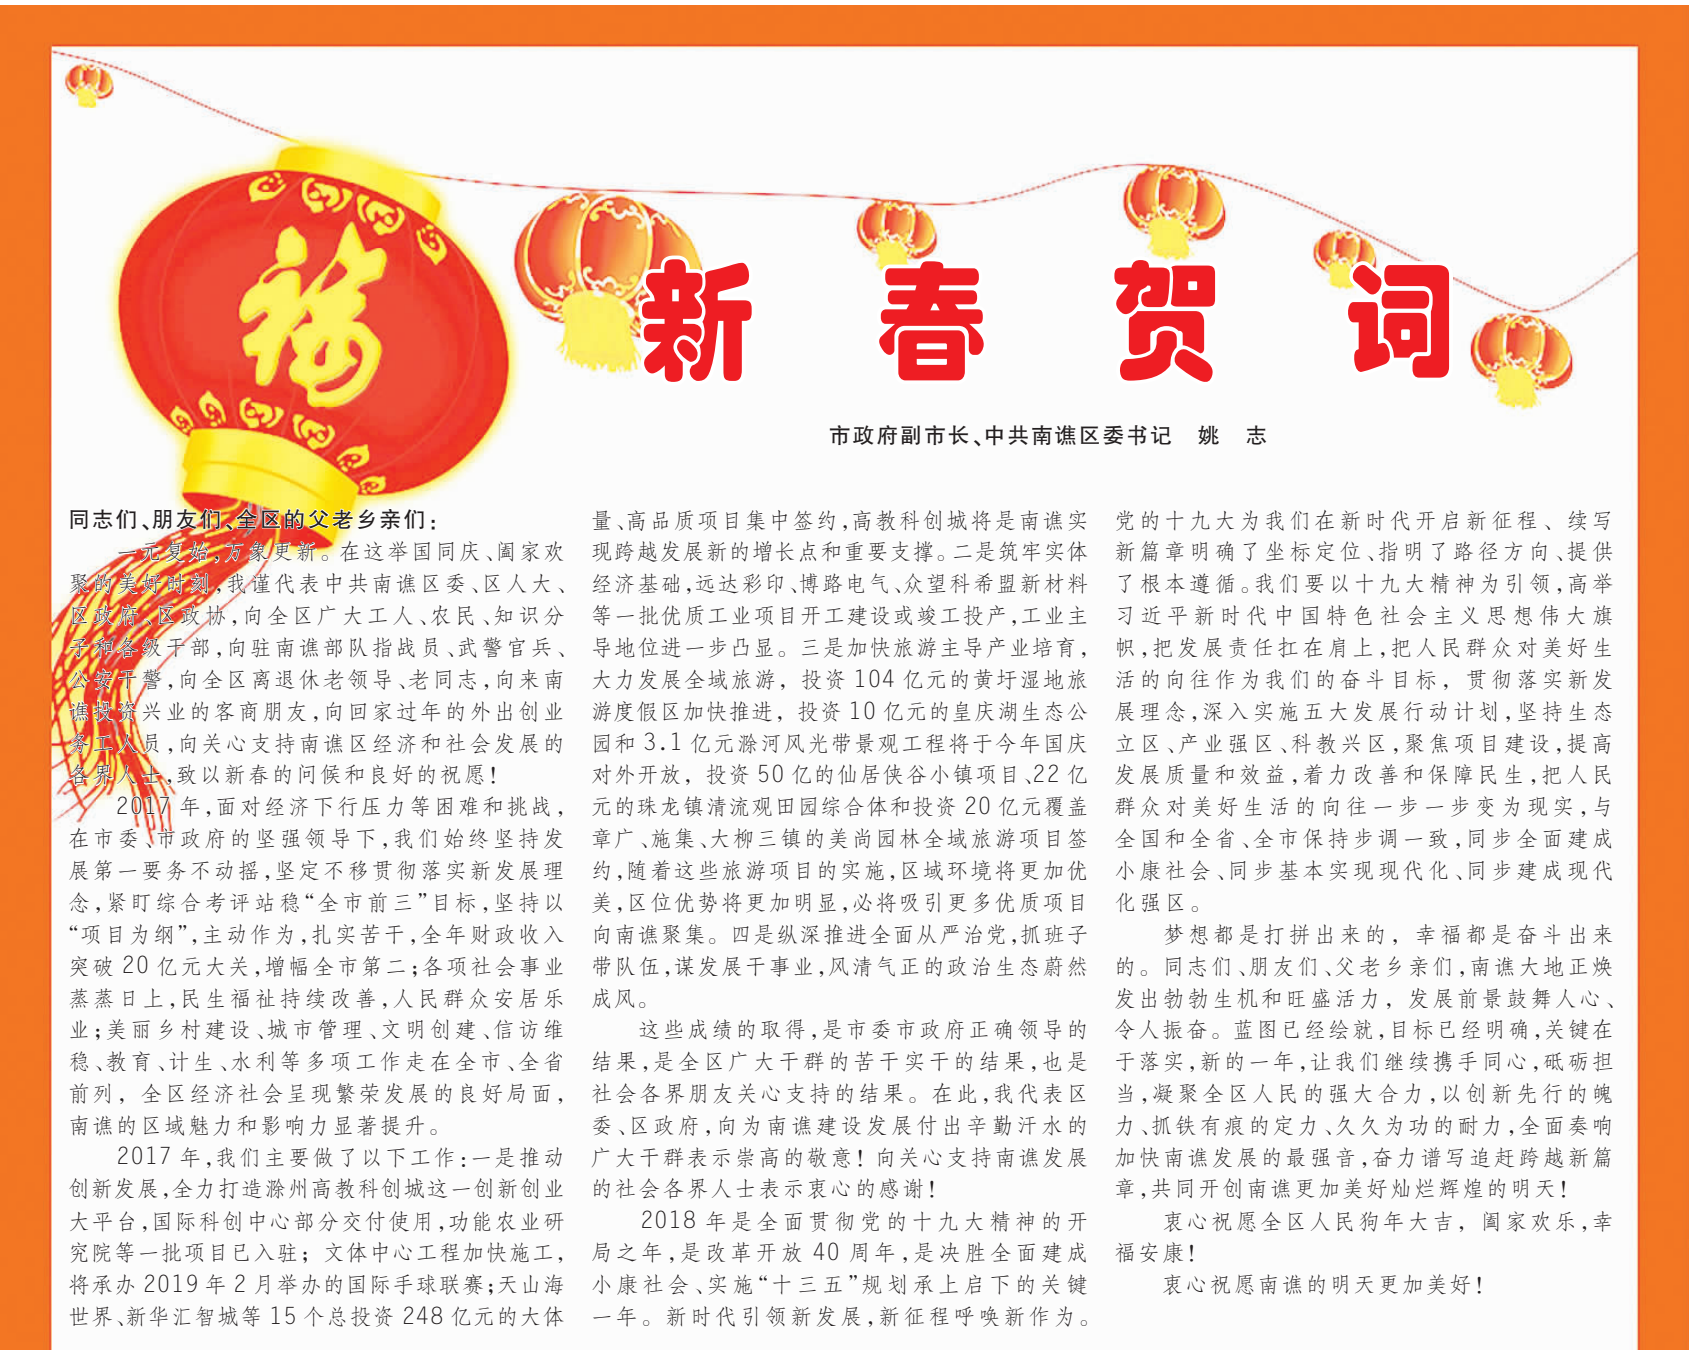 福
新春贺词
市政府副市长、中共南谯区委书记 姚 志
同志们、朋友们、全区的父老乡亲们:
一元复始,万象更新。在这举国同庆、阖家欢
聚的美好时刻,我谨代表中共南谯区委、区人大、
区政府、区政协,向全区广大工人、农民、知识分
子和各级干部,向驻南谯部队指战员、武警官兵、
公安干警,向全区离退休老领导、老同志,向来南
谯投资兴业的客商朋友,向回家过年的外出创业
务工人员,向关心支持南谯区经济和社会发展的
各界人士,致以新春的问候和良好的祝愿!
2017 年,面对经济下行压力等困难和挑战,
在市委、市政府的坚强领导下,我们始终坚持发
展第一要务不动摇,坚定不移贯彻落实新发展理
念,紧盯综合考评站稳“全市前三”目标,坚持以
“项目为纲”,主动作为,扎实苦干,全年财政收入
突破 20 亿元大关,增幅全市第二;各项社会事业
蒸蒸日上,民生福祉持续改善,人民群众安居乐
业;美丽乡村建设、城市管理、文明创建、信访维
稳、教育、计生、水利等多项工作走在全市、全省
前列, 全区经济社会呈现繁荣发展的良好局面,
南谯的区域魅力和影响力显著提升。
2017 年,我们主要做了以下工作:一是推动
创新发展,全力打造滁州高教科创城这一创新创业
大平台,国际科创中心部分交付使用,功能农业研
究院等一批项目已入驻; 文体中心工程加快施工,
将承办 2019 年 2 月举办的国际手球联赛;天山海
世界、新华汇智城等 15 个总投资 248 亿元的大体
量、高品质项目集中签约,高教科创城将是南谯实
现跨越发展新的增长点和重要支撑。二是筑牢实体
经济基础,远达彩印、博路电气、众望科希盟新材料
等一批优质工业项目开工建设或竣工投产,工业主
导地位进一步凸显。三是加快旅游主导产业培育,
大力发展全域旅游, 投资 104 亿元的黄圩湿地旅
游度假区加快推进, 投资 10 亿元的皇庆湖生态公
园和 3.1 亿元滁河风光带景观工程将于今年国庆
对外开放, 投资 50 亿的仙居侠谷小镇项目、22 亿
元的珠龙镇清流观田园综合体和投资 20 亿元覆盖
章广、施集、大柳三镇的美尚园林全域旅游项目签
约,随着这些旅游项目的实施,区域环境将更加优
美,区位优势将更加明显,必将吸引更多优质项目
向南谯聚集。四是纵深推进全面从严治党,抓班子
带队伍,谋发展干事业,风清气正的政治生态蔚然
成风。
这些成绩的取得,是市委市政府正确领导的
结果,是全区广大干群的苦干实干的结果,也是
社会各界朋友关心支持的结果。在此,我代表区
委、区政府,向为南谯建设发展付出辛勤汗水的
广大干群表示崇高的敬意! 向关心支持南谯发展
的社会各界人士表示衷心的感谢!
2018 年是全面贯彻党的十九大精神的开
局之年,是改革开放 40 周年,是决胜全面建成
小康社会、实施“十三五”规划承上启下的关键
一年。新时代引领新发展,新征程呼唤新作为。
党的十九大为我们在新时代开启新征程、续写
新篇章明确了坐标定位、指明了路径方向、提供
了根本遵循。我们要以十九大精神为引领,高举
习近平新时代中国特色社会主义思想伟大旗
帜,把发展责任扛在肩上,把人民群众对美好生
活的向往作为我们的奋斗目标, 贯彻落实新发
展理念,深入实施五大发展行动计划,坚持生态
立区、产业强区、科教兴区,聚焦项目建设,提高
发展质量和效益,着力改善和保障民生,把人民
群众对美好生活的向往一步一步变为现实,与
全国和全省、全市保持步调一致,同步全面建成
小康社会、同步基本实现现代化、同步建成现代
化强区。
梦想都是打拼出来的, 幸福都是奋斗出来
的。同志们、朋友们、父老乡亲们,南谯大地正焕
发出勃勃生机和旺盛活力, 发展前景鼓舞人心、
令人振奋。蓝图已经绘就,目标已经明确,关键在
于落实,新的一年,让我们继续携手同心,砥砺担
当,凝聚全区人民的强大合力,以创新先行的魄
力、抓铁有痕的定力、久久为功的耐力,全面奏响
加快南谯发展的最强音,奋力谱写追赶跨越新篇
章,共同开创南谯更加美好灿烂辉煌的明天!
衷心祝愿全区人民狗年大吉, 阖家欢乐,幸
福安康!
衷心祝愿南谯的明天更加美好!